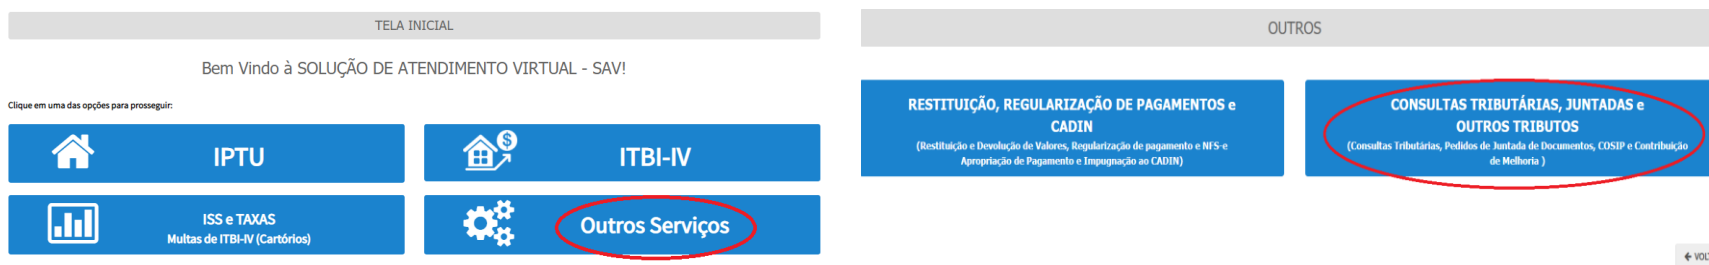 TELA INICIAL
Bem Vindo à SOLUÇÃO DE ATENDIMENTO VIRTUAL - SAV!
Clique em uma das opções para prosseguir:
IPTU
ITBI-IV
ISS e TAXAS
Multas de ITBI-IV (Cartórios)
Outros Serviços
OUTROS
RESTITUIÇÃO, REGULARIZAÇÃO DE PAGAMENTOS e
CADIN
(Restituição e Devolução de Valores, Regularização de pagamento e NFS-e
Apropriação de Pagamento e Impugnação ao CADIN)
CONSULTAS TRIBUTÁRIAS, JUNTADAS e
OUTROS TRIBUTOS
(Consultas Tributárias, Pedidos de Juntada de Documentos, COSIP e Contribuição
de Melhoria )